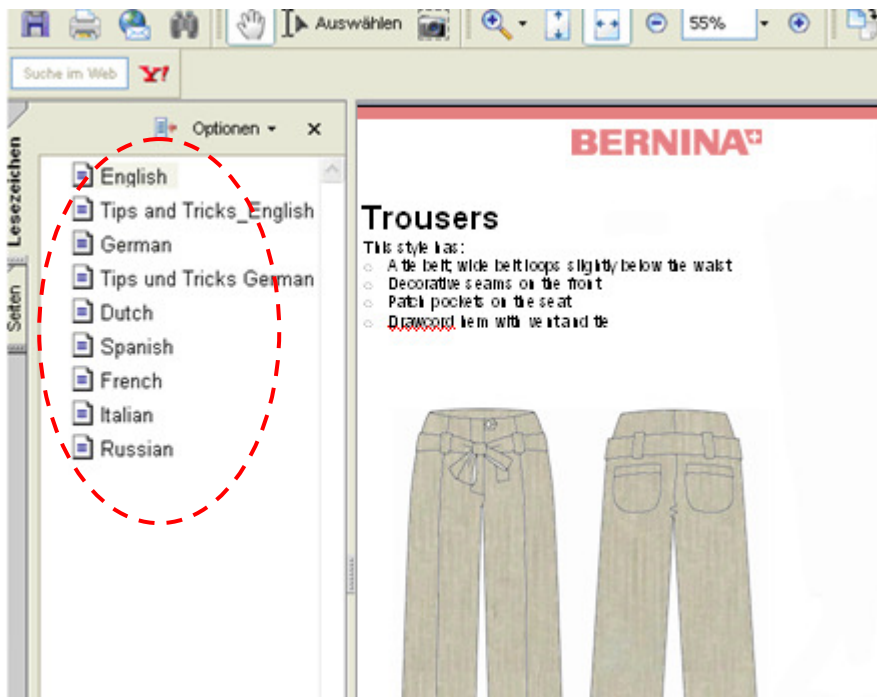 Auswählen
55%
Suche im Web Y!
Optionen
Lesezeichen
Seiten
English
Tips and Tricks_English
German
Tips und Tricks German
Dutch
Spanish
French
Italian
Russian
BERNINA
Trousers
This style has:
A tie belt; wide belt loops slightly below the waist
Decorative seams on the front
Patch pockets on the seat
Drawcord hem with vent and tie